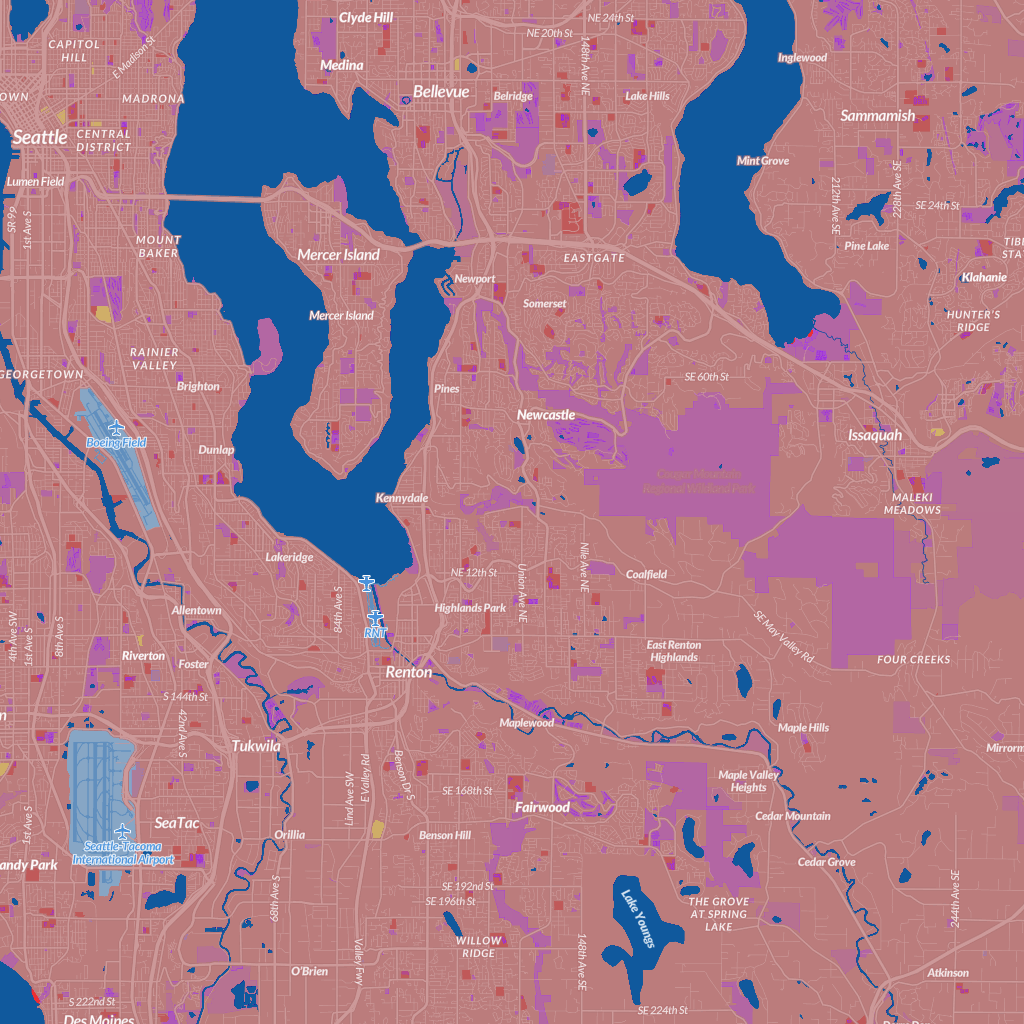 Clyde Hill
NE 24th St
NE 20th St
CAPITOL
HILL
E Madison St
148th Ave NE
Inglewood
Medina
Bellevue
Belridge
Lake Hills
OWN
MADRONA
Sammamish
Seattle
CENTRAL
DISTRICT
Mint Grove
Lumen Field
212th Ave SE
228th Ave SE
SE 24th St
SR 99
1st Ave S
MOUNT
BAKER
Mercer Island
EASTGATE
Pine Lake
TIBB
STAT
Newport
Klahanie
Somerset
Mercer Island
HUNTER'S
RIDGE
RAINIER
VALLEY
GEORGETOWN
Brighton
Pines
SE 60th St
Newcastle
Boeing Field
Issaquah
Dunlap
Cougar Mountain
Regional Wildland Park
Kennydale
MALEKI
MEADOWS
Lakeridge
NE 12th St
Union Ave NE
Nile Ave NE
Coalfield
84th Ave S
Allentown
Highlands Park
RNT
4th Ave SW
1st Ave S
8th Ave S
SE May Valley Rd
East Renton
Highlands
Riverton
Foster
FOUR CREEKS
Renton
S 144th St
42nd Ave S
Maplewood
Maple Hills
Tukwila
Mirrorm
Benson Dr S
E Valley Rd
Lind Ave SW
SE 168th St
Maple Valley
Heights
Fairwood
1st Ave S
SeaTac
Cedar Mountain
Orillia
Benson Hill
Seattle-Tacoma
International Airport
andy Park
Cedar Grove
68th Ave S
SE 192nd St
SE 196th St
Lake Youngs
THE GROVE
AT SPRING
LAKE
244th Ave SE
WILLOW
RIDGE
Valley Fwy
148th Ave SE
O'Brien
Atkinson
S 222nd St
SE 224th St
Des Moines